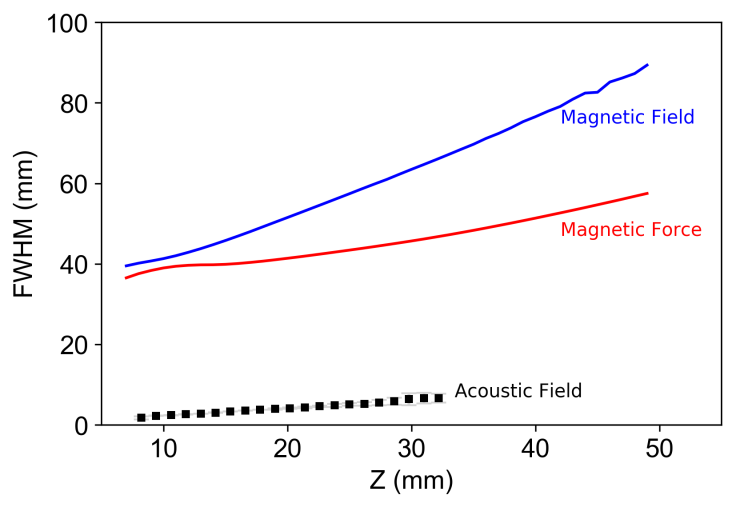 100
80
60
40
20
0
FWHM (mm)
Magnetic Field
Magnetic Force
Acoustic Field
10 20 30 40 50
Z (mm)